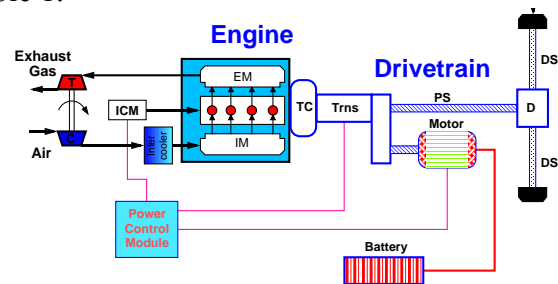 Engine
Exhaust
Gas
T
EM
Drivetrain
DS
ICM
TC
Trns
PS
D
C
Air
Inter
cooler
IM
Motor
DS
Power
Control
Module
Battery